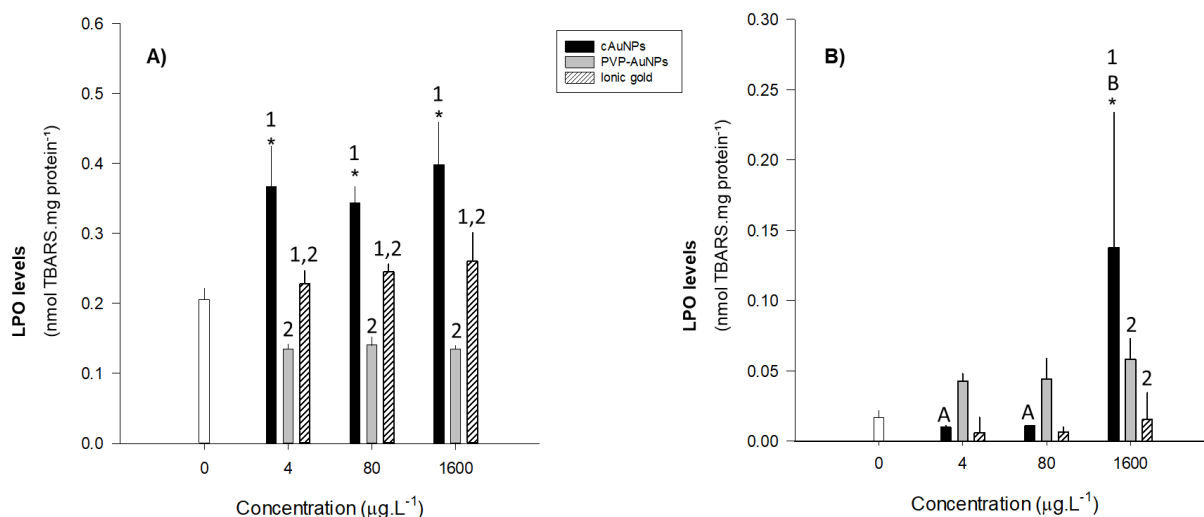 A)
LPO levels
(nmol TBARS.mg protein⁻¹)
0.6
0.5
0.4
0.3
0.2
0.1
0.0
1
*
2
1,2
1
*
2
1,2
1
*
2
1,2
0 4 80 1600
Concentration (µg.L⁻¹)
cAuNPs
PVP-AuNPs
Ionic gold
B)
LPO levels
(nmol TBARS.mg protein⁻¹)
0.30
0.25
0.20
0.15
0.10
0.05
0.00
A
A
1
B
*
2
2
0 4 80 1600
Concentration (µg.L⁻¹)